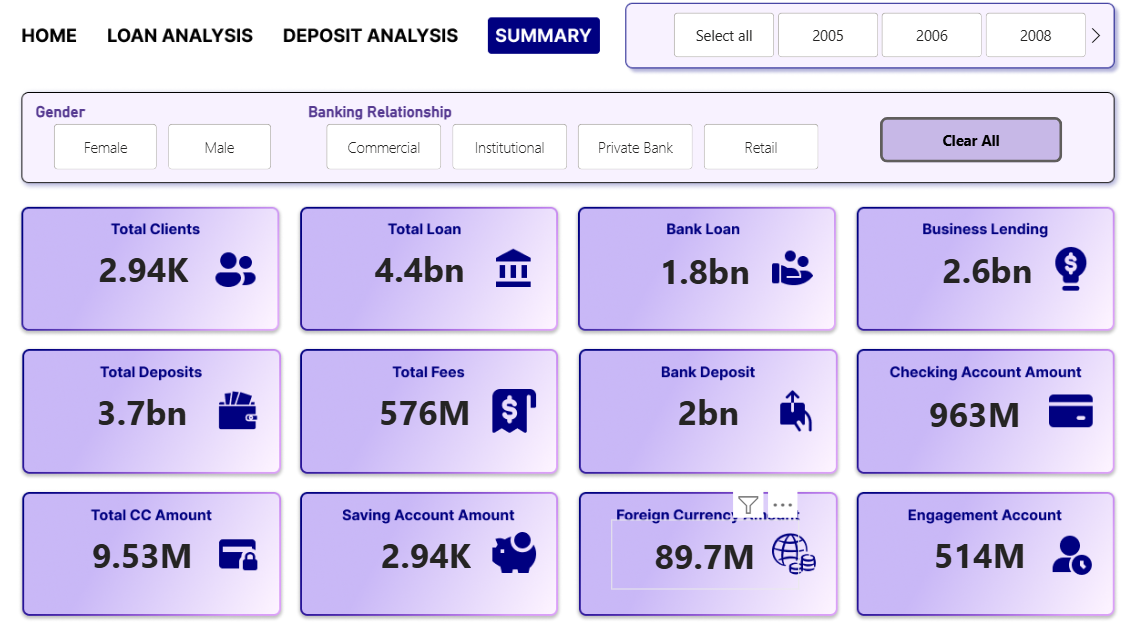 HOME LOAN ANALYSIS DEPOSIT ANALYSIS SUMMARY
Select all 2005 2006 2008
Gender Banking Relationship
Female Male Commercial Institutional Private Bank Retail Clear All
Total Clients Total Loan Bank Loan Business Lending
2.94K 4.4bn 1.8bn 2.6bn
Total Deposits Total Fees Bank Deposit Checking Account Amount
3.7bn 576M 2bn 963M
Total CC Amount Saving Account Amount Foreign Currency Amount Engagement Account
9.53M 2.94K 89.7M 514M